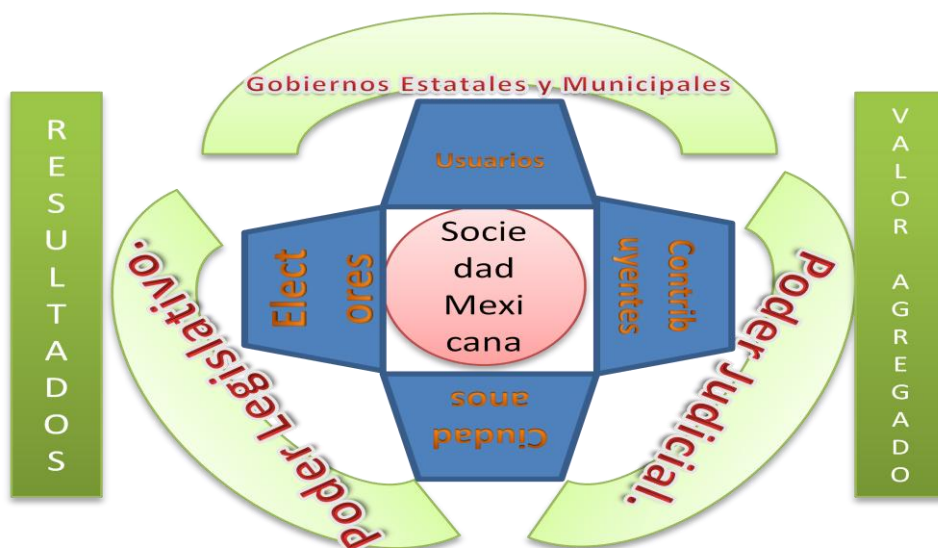 Gobiernos Estatales y Municipales
RESULTADOS
VALOR AGREGADO
Usuarios
Elect
ores
Socie
dad
Mexi
cana
Contrib
uyentes
Ciudad
anos
Poder Legislativo.
Poder Judicial.